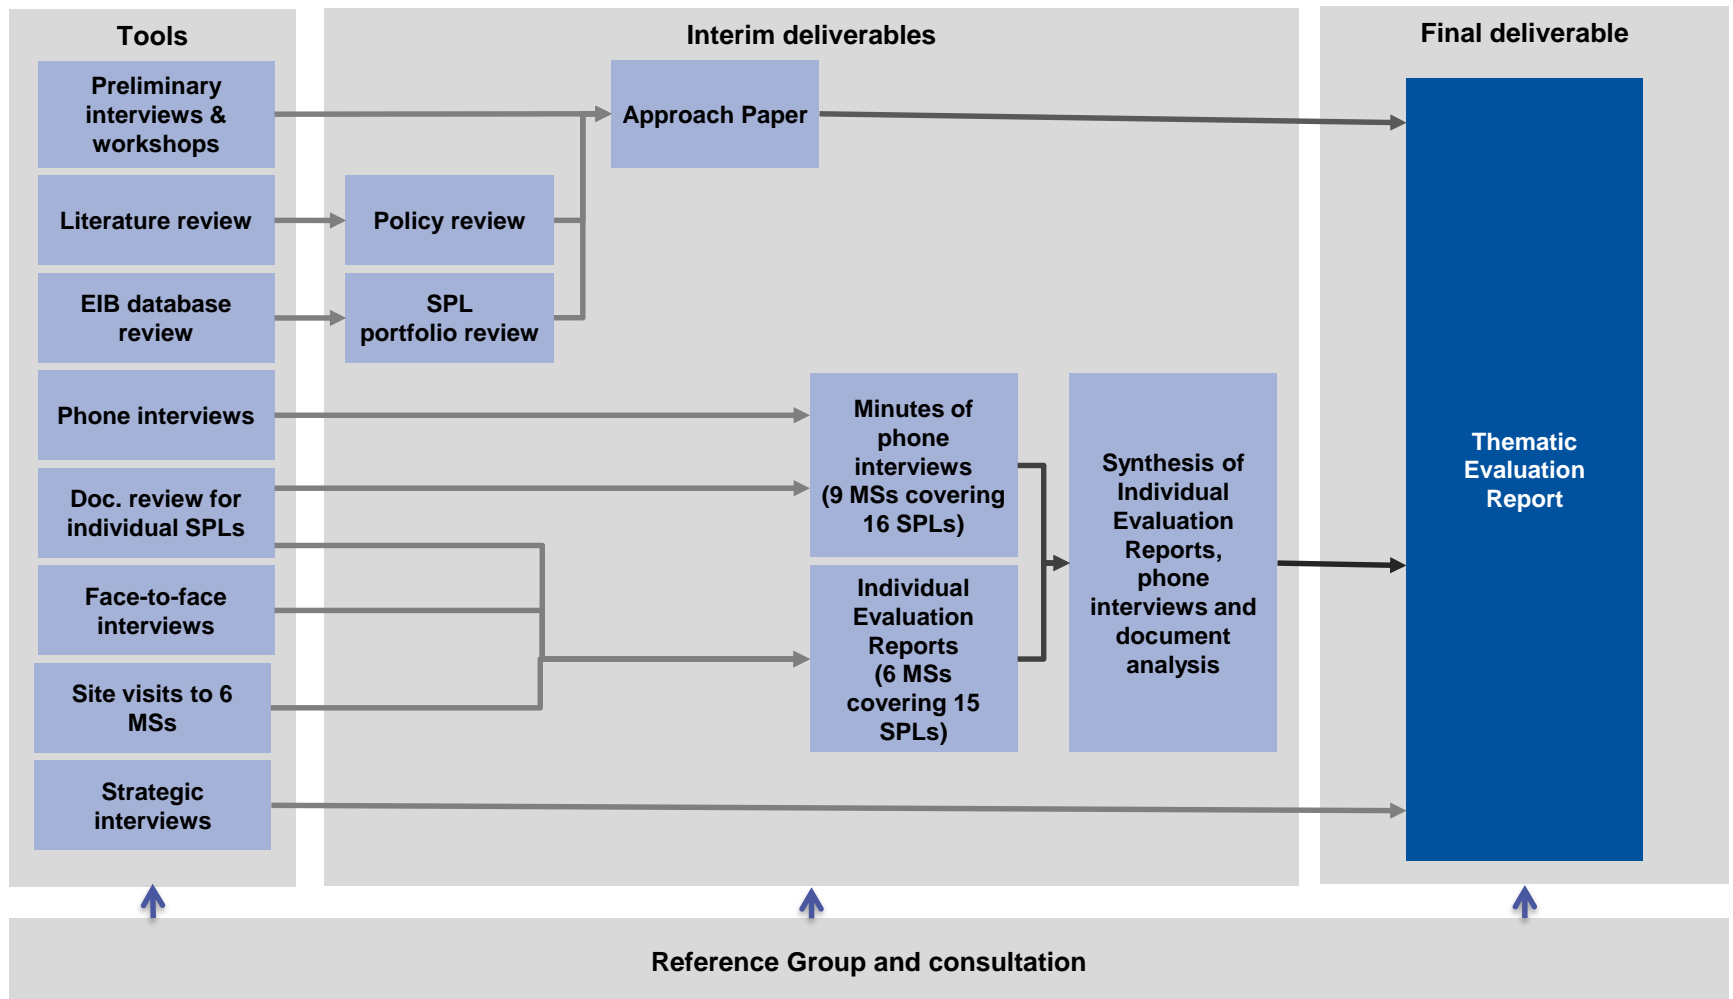 Tools
Preliminary
interviews &
workshops
Literature review
EIB database
review
Phone interviews
Doc. review for
individual SPLs
Face-to-face
interviews
Site visits to 6
MSs
Strategic
interviews
Interim deliverables
Approach Paper
Policy review
SPL
portfolio review
Minutes of
phone
interviews
(9 MSs covering
16 SPLs)
Individual
Evaluation
Reports
(6 MSs
covering 15
SPLs)
Synthesis of
Individual
Evaluation
Reports,
phone
interviews and
document
analysis
Final deliverable
Thematic
Evaluation
Report
Reference Group and consultation